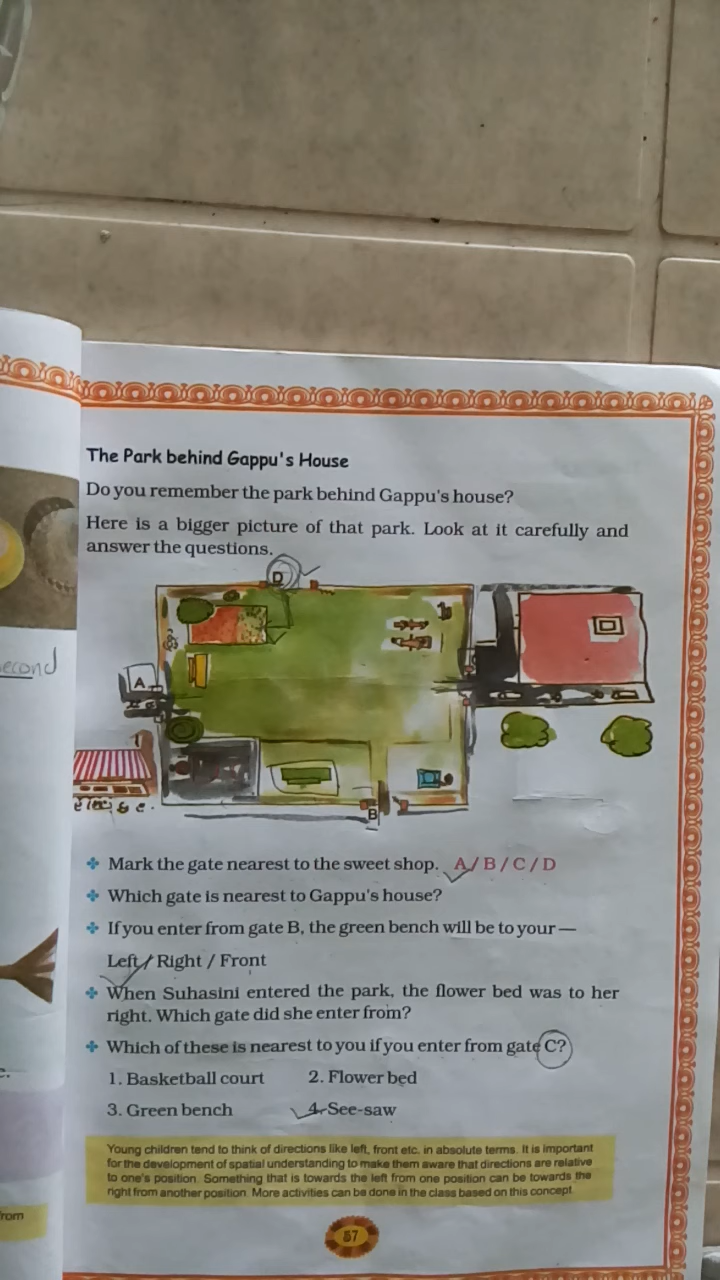 The Park behind Gappu's House
Do you remember the park behind Gappu's house?
Here is a bigger picture of that park. Look at it carefully and
answer the questions.
D
A
B
econd
❖ Mark the gate nearest to the sweet shop. A / B / C / D
❖ Which gate is nearest to Gappu's house?
❖ If you enter from gate B, the green bench will be to your —
Left / Right / Front
❖ When Suhasini entered the park, the flower bed was to her
right. Which gate did she enter from?
❖ Which of these is nearest to you if you enter from gate C?
1. Basketball court 2. Flower bed
3. Green bench 4. See-saw
Young children tend to think of directions like left, front etc. in absolute terms. It is important
for the development of spatial understanding to make them aware that directions are relative
to one's position. Something that is towards the left from one position can be towards the
right from another position. More activities can be done in the class based on this concept.
rom
57